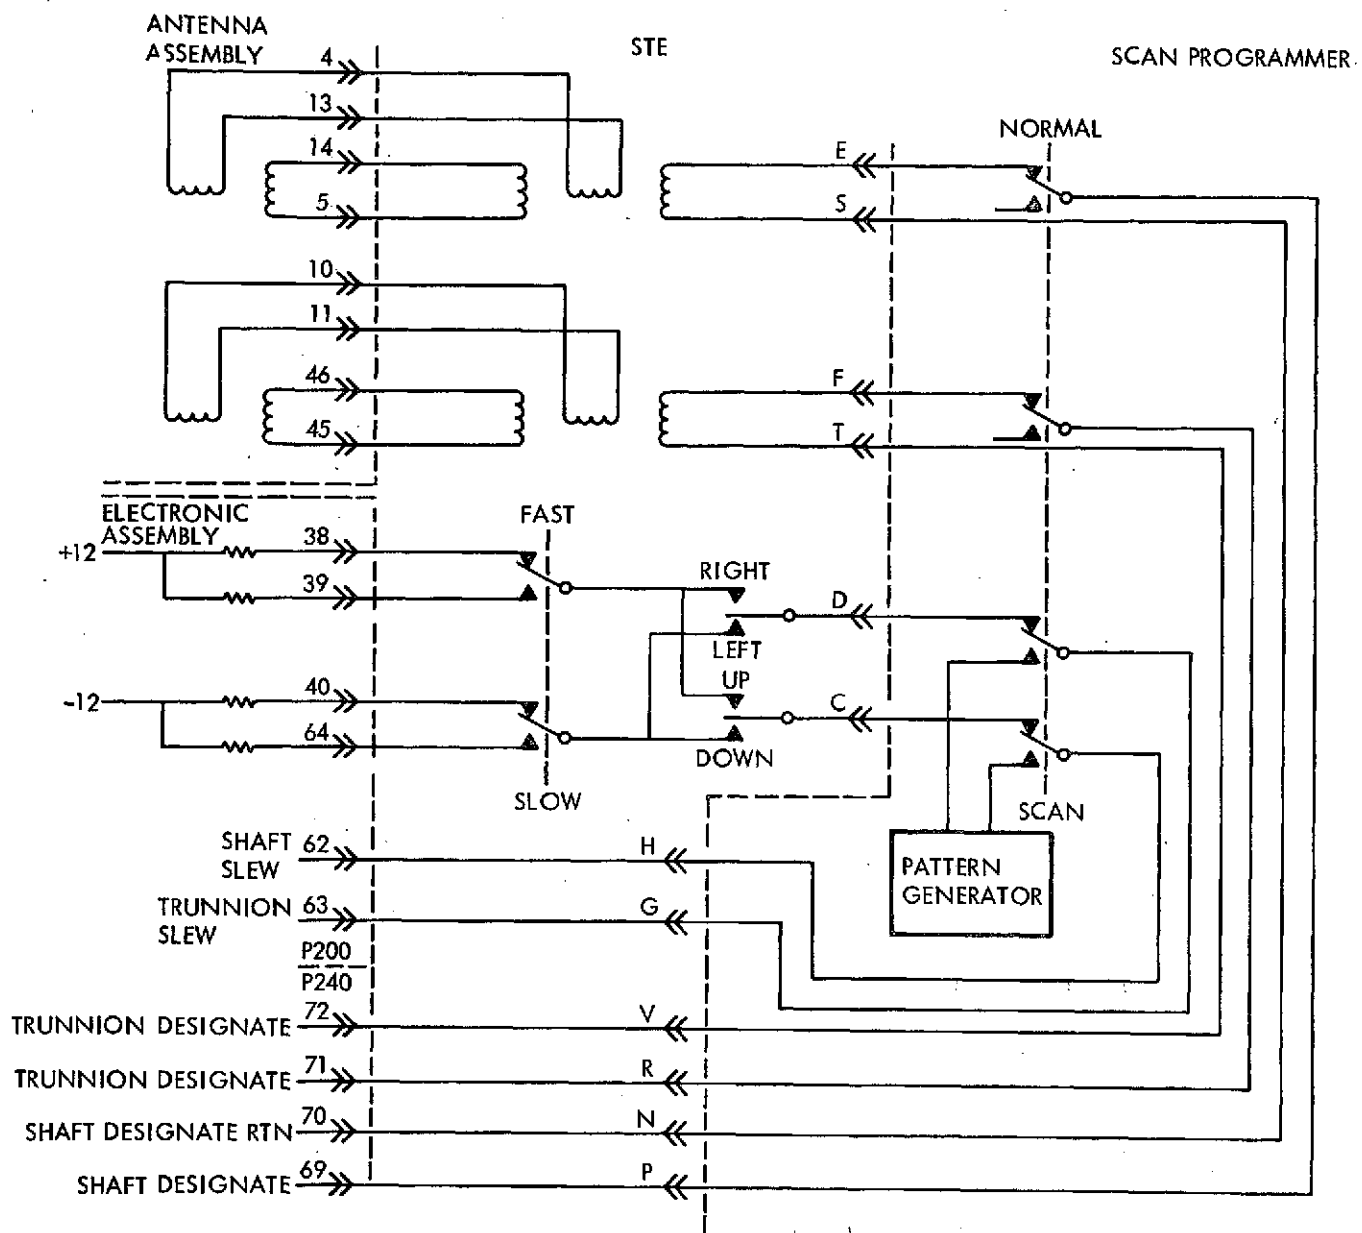 ANTENNA
ASSEMBLY
STE
SCAN PROGRAMMER
4
13
NORMAL
14
E
5
S
10
11
46
F
45
T
ELECTRONIC
ASSEMBLY
FAST
+12
38
39
RIGHT
D
LEFT
UP
-12
40
C
64
DOWN
SLOW
SCAN
SHAFT
SLEW
62
H
PATTERN
GENERATOR
TRUNNION
SLEW
63
G
P200
P240
TRUNNION DESIGNATE
72
V
TRUNNION DESIGNATE
71
R
SHAFT DESIGNATE RTN
70
N
SHAFT DESIGNATE
69
P